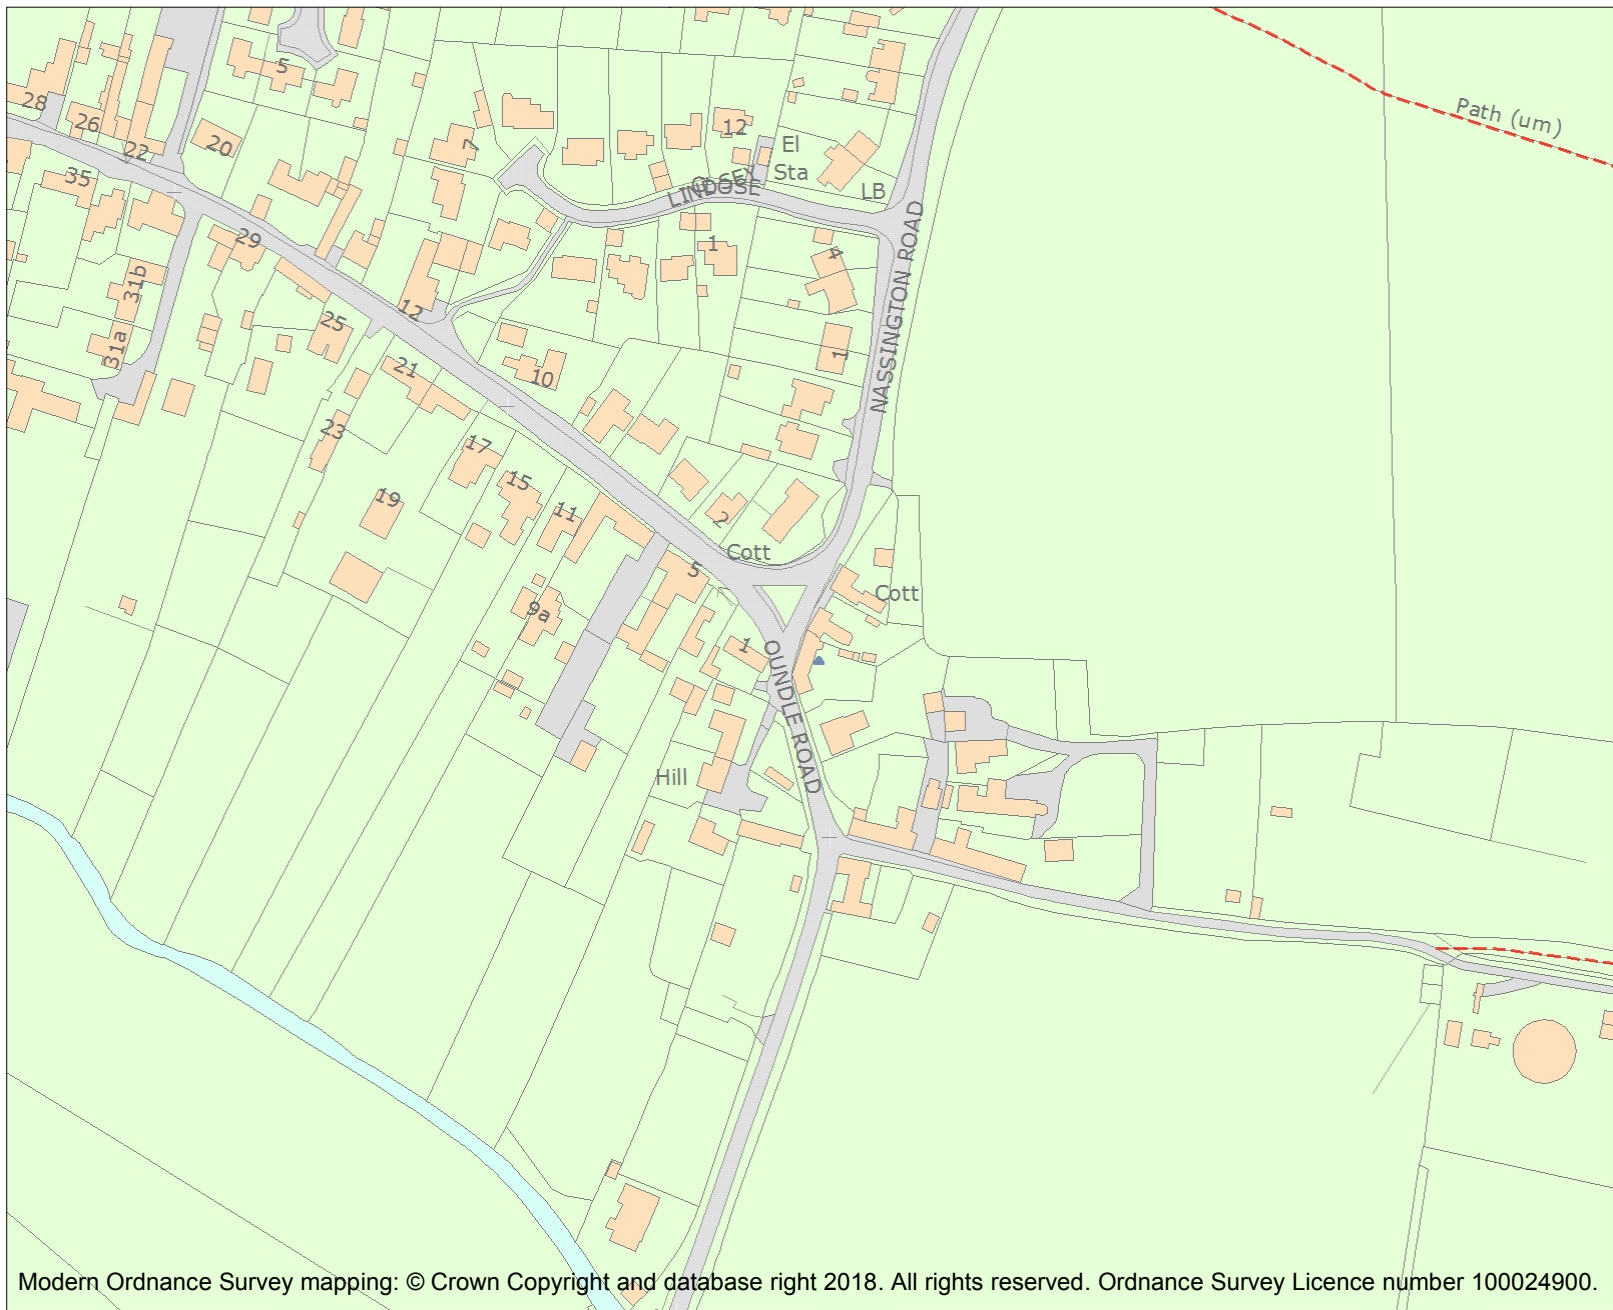 5
28
26
22
20
35
7
12
El
Sta
LINDSEY
CLOSE
LB
NASSINGTON ROAD
Path (um)
29
31b
31a
25
12
1
4
1
21
10
23
17
15
19
11
2
Cott
5
Cott
9a
1
OUNDLE ROAD
Hill
Modern Ordnance Survey mapping: © Crown Copyright and database right 2018. All rights reserved. Ordnance Survey Licence number 100024900.